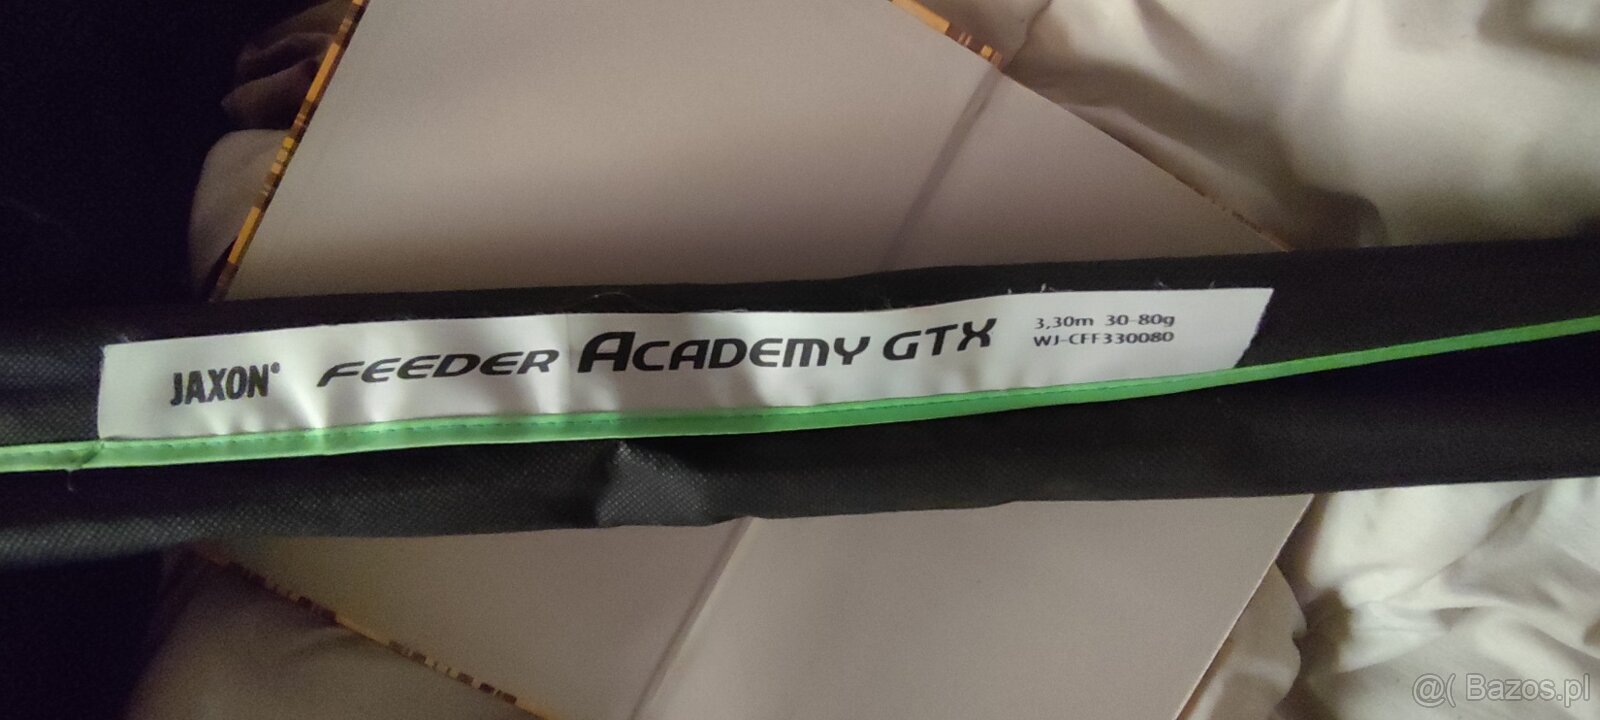 JAXON® FEEDER ACADEMY GTX
3,30m 30-80g
WJ-CFF330080
@( Bazos.pl